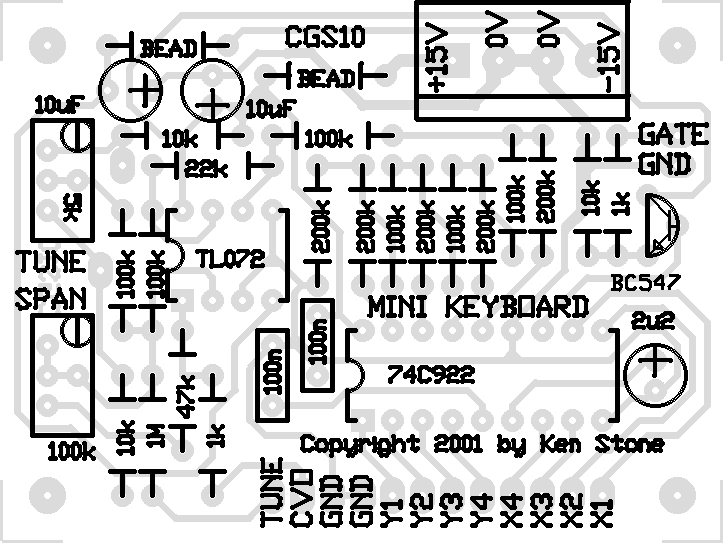 CGS10
+15V 0V 0V -15V
BEAD
BEAD
10uF
10uF
10k
100k
22k
GATE
GND
5k
200k 200k 100k 200k 100k 200k 100k 200k 10k 1k
TUNE
100k 100k
TL072
BC547
SPAN
MINI KEYBOARD
2u2
100n
100n
74C922
47k
10k 1M 1k
100k
Copyright 2001 by Ken Stone
TUNE CVO GND GND Y1 Y2 Y3 Y4 X4 X3 X2 X1